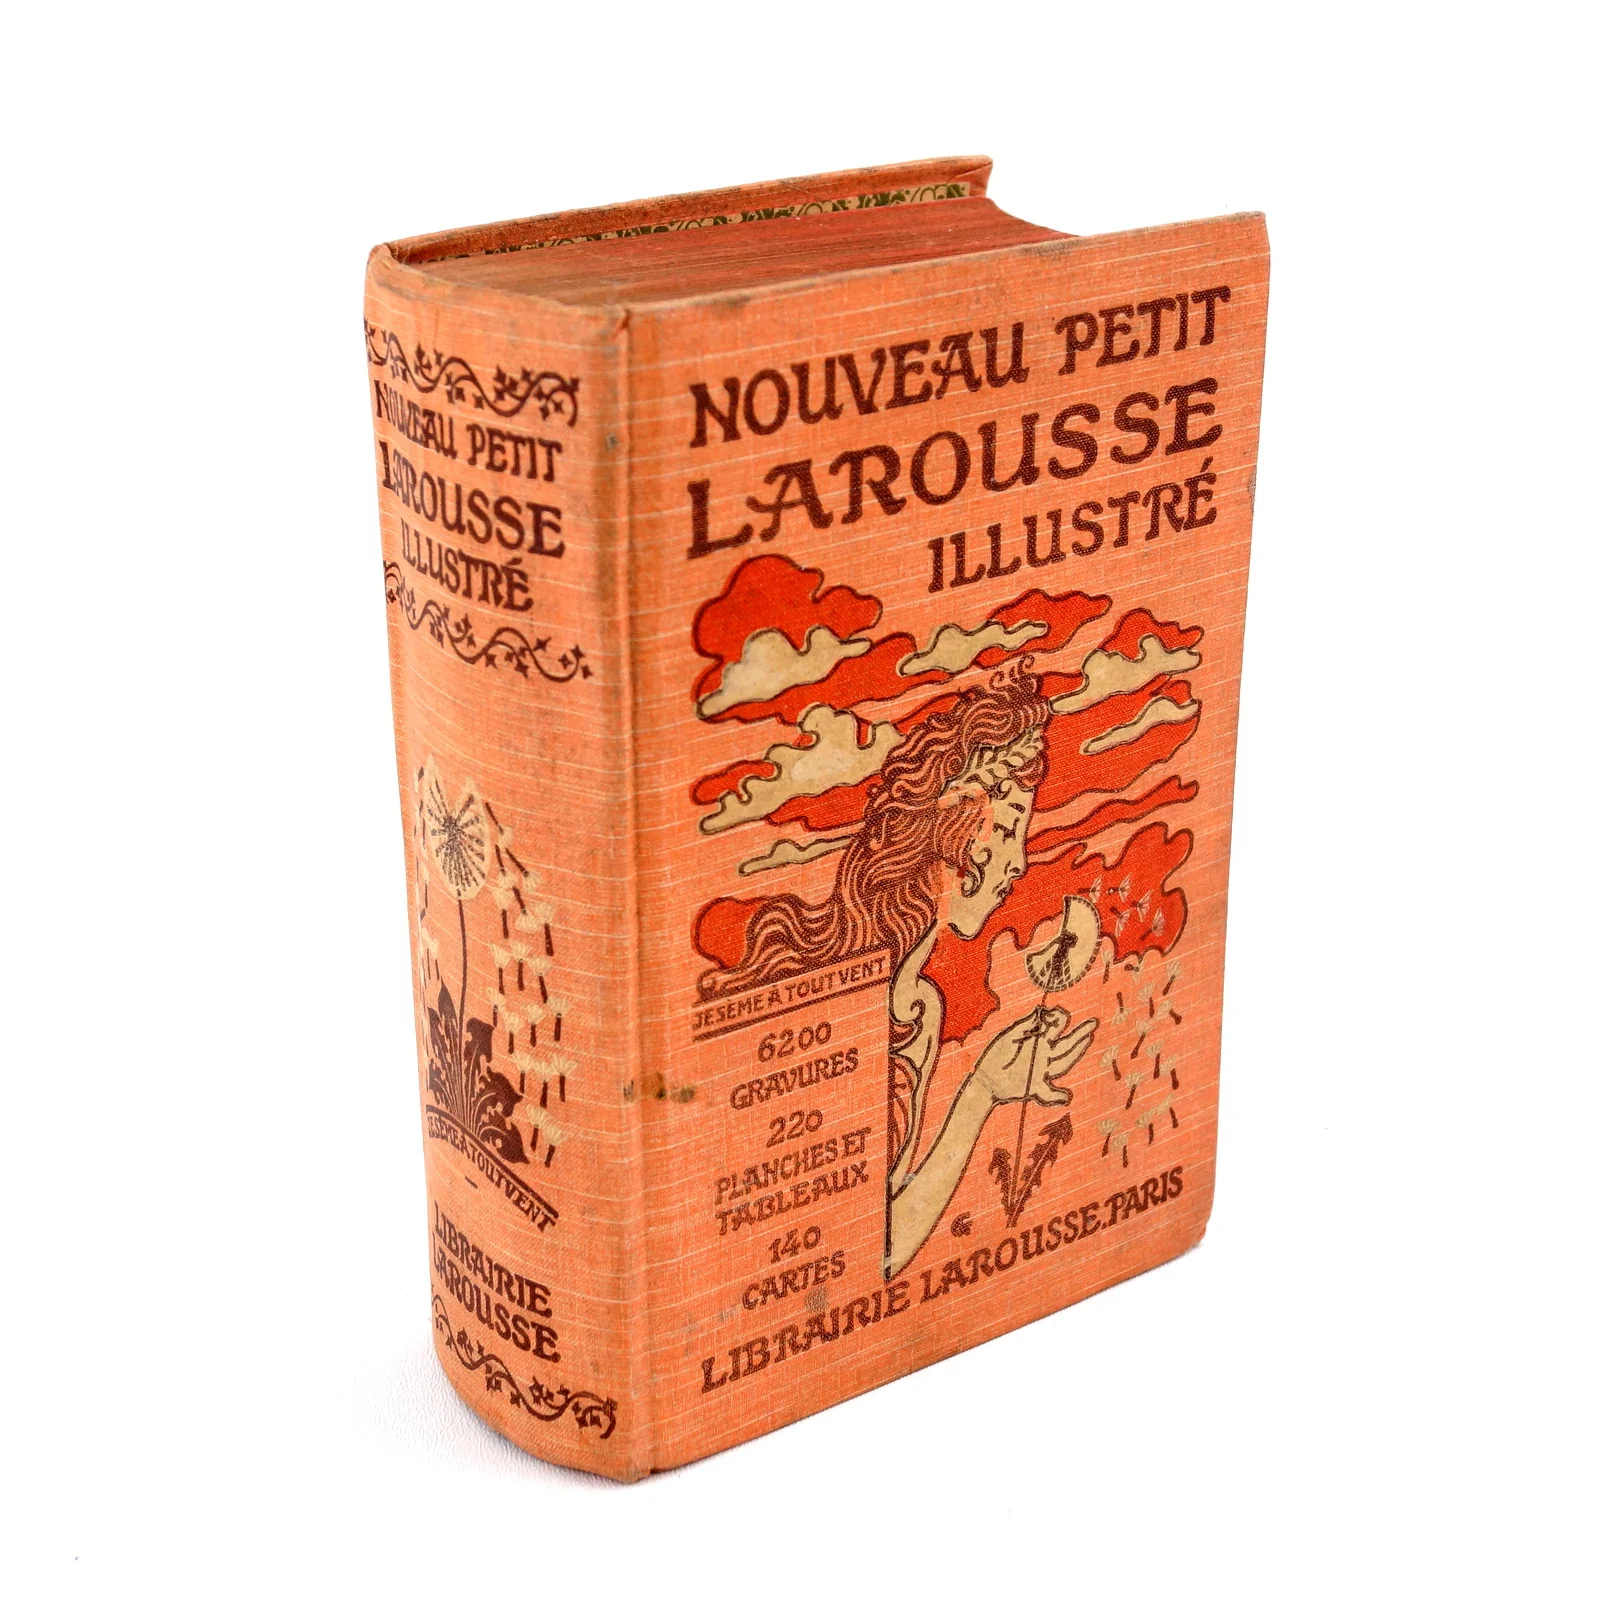 NOUVEAU PETIT
LAROUSSE
ILLUSTRÉ
JE SÈME À TOUT VENT
LIBRAIRIE
LAROUSSE
NOUVEAU PETIT
LAROUSSE
ILLUSTRÉ
JE SÈME À TOUT VENT
6200
GRAVURES
220
PLANCHES ET
TABLEAUX
140
CARTES
G
LIBRAIRIE LAROUSSE. PARIS